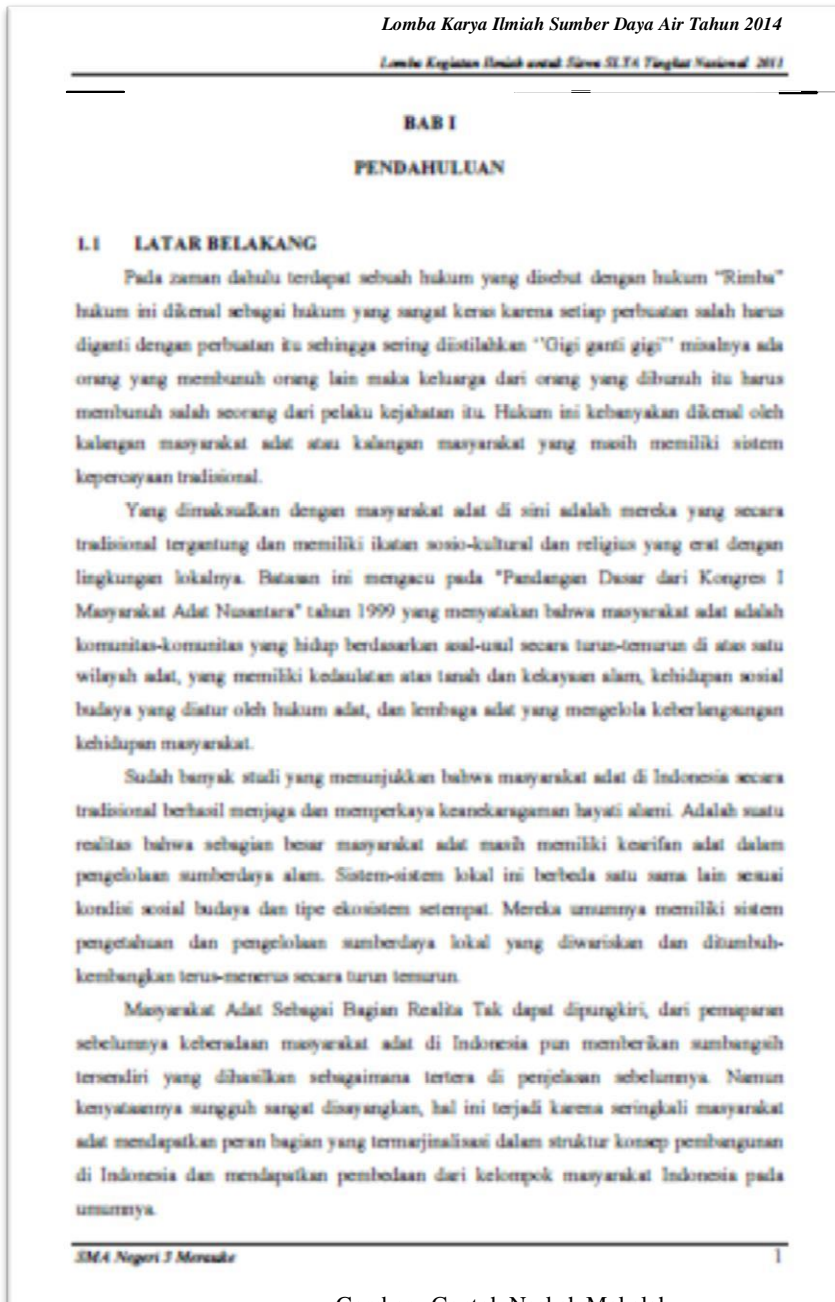 Lomba Karya Ilmiah Sumber Daya Air Tahun 2014
Lomba Kegiatan Ilmiah untuk Siswa SLTA Tingkat Nasional 2011
BAB I
PENDAHULUAN
1.1 LATAR BELAKANG
Pada zaman dahulu terdapat sebuah hukum yang disebut dengan hukum "Rimba"
hukum ini dikenal sebagai hukum yang sangat keras karena setiap perbuatan salah harus
diganti dengan perbuatan itu sehingga sering diistilahkan ''Gigi ganti gigi'' misalnya ada
orang yang membunuh orang lain maka keluarga dari orang yang dibunuh itu harus
membunuh salah seorang dari pelaku kejahatan itu. Hukum ini kebanyakan dikenal oleh
kalangan masyarakat adat atau kalangan masyarakat yang masih memiliki sistem
kepercayaan tradisional.
Yang dimaksudkan dengan masyarakat adat di sini adalah mereka yang secara
tradisional tergantung dan memiliki ikatan sosio-kultural dan religius yang erat dengan
lingkungan lokalnya. Batasan ini mengacu pada "Pandangan Dasar dari Kongres I
Masyarakat Adat Nusantara" tahun 1999 yang menyatakan bahwa masyarakat adat adalah
komunitas-komunitas yang hidup berdasarkan asal-usul secara turun-temurun di atas satu
wilayah adat, yang memiliki kedaulatan atas tanah dan kekayaan alam, kehidupan sosial
budaya yang diatur oleh hukum adat, dan lembaga adat yang mengelola keberlangsungan
kehidupan masyarakat.
Sudah banyak studi yang menunjukkan bahwa masyarakat adat di Indonesia secara
tradisional berhasil menjaga dan memperkaya keanekaragaman hayati alami. Adalah suatu
realitas bahwa sebagian besar masyarakat adat masih memiliki kearifan adat dalam
pengelolaan sumberdaya alam. Sistem-sistem lokal ini berbeda satu sama lain sesuai
kondisi sosial budaya dan tipe ekosistem setempat. Mereka umumnya memiliki sistem
pengetahuan dan pengelolaan sumberdaya lokal yang diwariskan dan ditumbuh-
kembangkan terus-menerus secara turun temurun.
Masyarakat Adat Sebagai Bagian Realita Tak dapat dipungkiri, dari pemaparan
sebelumnya keberadaan masyarakat adat di Indonesia pun memberikan sumbangsih
tersendiri yang dihasilkan sebagaimana tertera di penjelasan sebelumnya. Namun
kenyataannya sungguh sangat disayangkan, hal ini terjadi karena seringkali masyarakat
adat mendapatkan peran bagian yang termarjinalisasi dalam struktur konsep pembangunan
di Indonesia dan mendapatkan pembedaan dari kelompok masyarakat Indonesia pada
umumnya.
SMA Negeri 3 Merauke 1